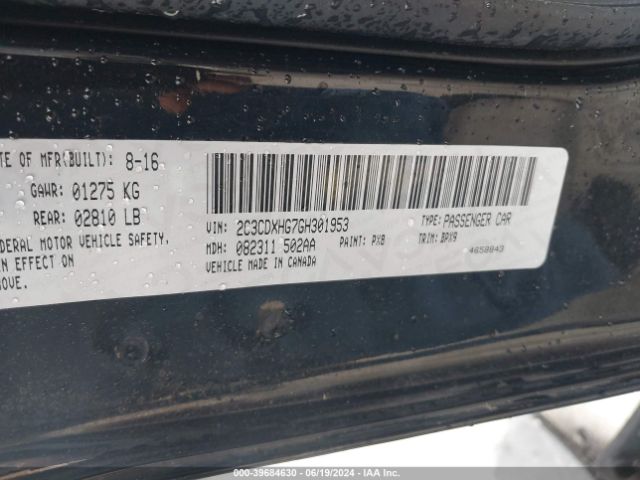 TE OF MFR(BUILT): 8-16
GAWR: 01275 KG
REAR: 02810 LB
DERAL MOTOR VEHICLE SAFETY,
N EFFECT ON
OVE.
VIN: 2C3CDXHG7GH301953
TYPE: PASSENGER CAR
MDH: 082311 502AA
PAINT: PX8
TRIM: BPX9
VEHICLE MADE IN CANADA
4658843
© - 39684630 - 06/19/2024 - IAA Inc.